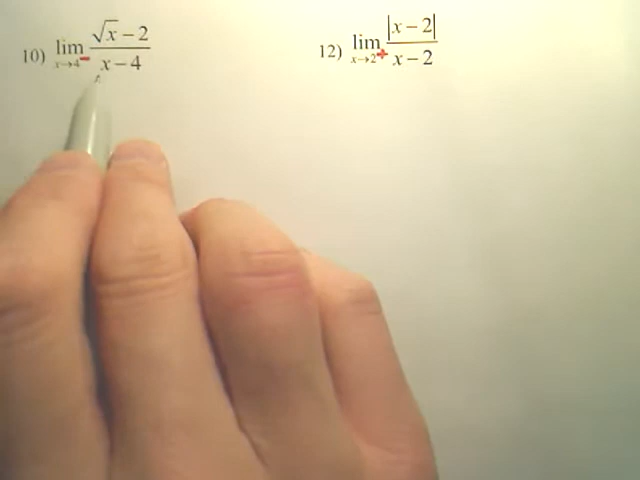 10) lim x→4⁻ (√x − 2)/(x − 4)
12) lim x→2⁺ |x − 2|/(x − 2)